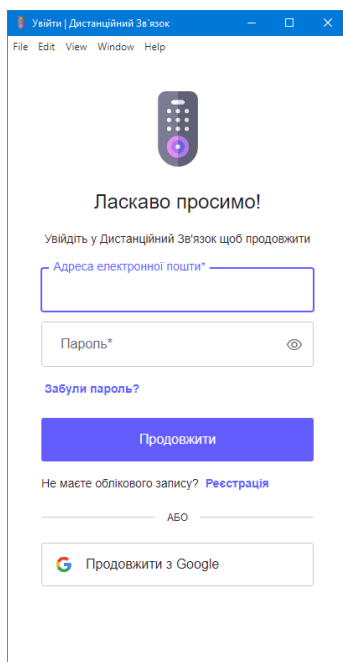 Увійти | Дистанційний Зв`язок
File Edit View Window Help
Ласкаво просимо!
Увійдіть у Дистанційний Зв'язок щоб продовжити
Адреса електронної пошти*
Пароль*
Забули пароль?
Продовжити
Не маєте облікового запису? Реєстрація
АБО
Продовжити з Google